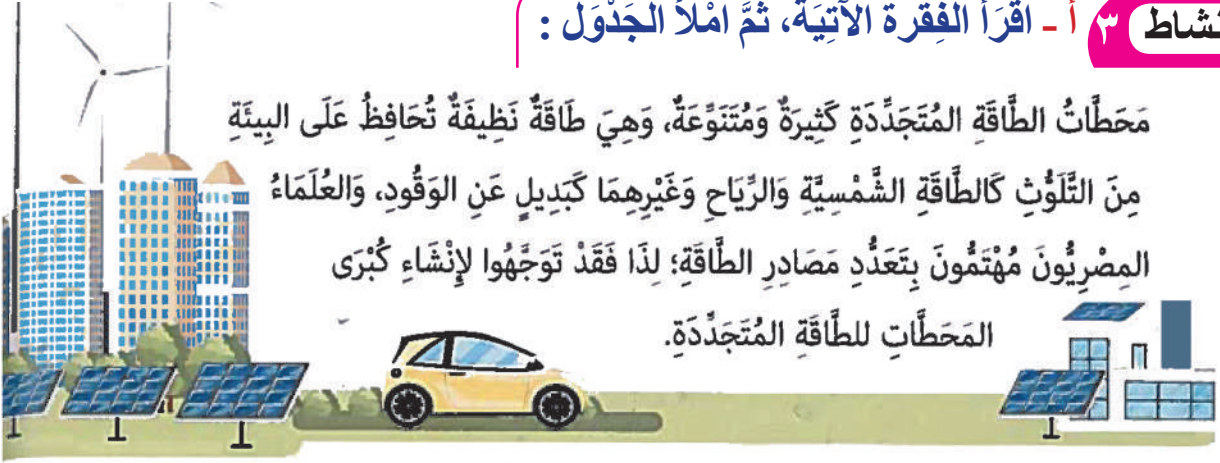 نشاط ٣ أ - اقْرَأ الفِقرة الآتِيَة، ثُمَّ امْلأ الجَدْوَل :
مَحَطَّاتُ الطَّاقَةِ المُتَجَدِّدَةِ كَثِيرَةٌ وَمُتَنَوِّعَةٌ، وَهِيَ طَاقَةٌ نَظِيفَةٌ تُحَافِظُ عَلَى البِيئَةِ
مِنَ التَّلَوُّثِ كَالطَّاقَةِ الشَّمْسِيَّةِ وَالرِّيَاحِ وَغَيْرِهِمَا كَبَدِيلٍ عَنِ الوَقُودِ، وَالعُلَمَاءُ
المِصْرِيُّونَ مُهْتَمُّونَ بِتَعَدُّدِ مَصَادِرِ الطَّاقَةِ؛ لِذَا فَقَدْ تَوَجَّهُوا لِإنْشَاءِ كُبْرَى
المَحَطَّاتِ للطَّاقَةِ المُتَجَدِّدَةِ.